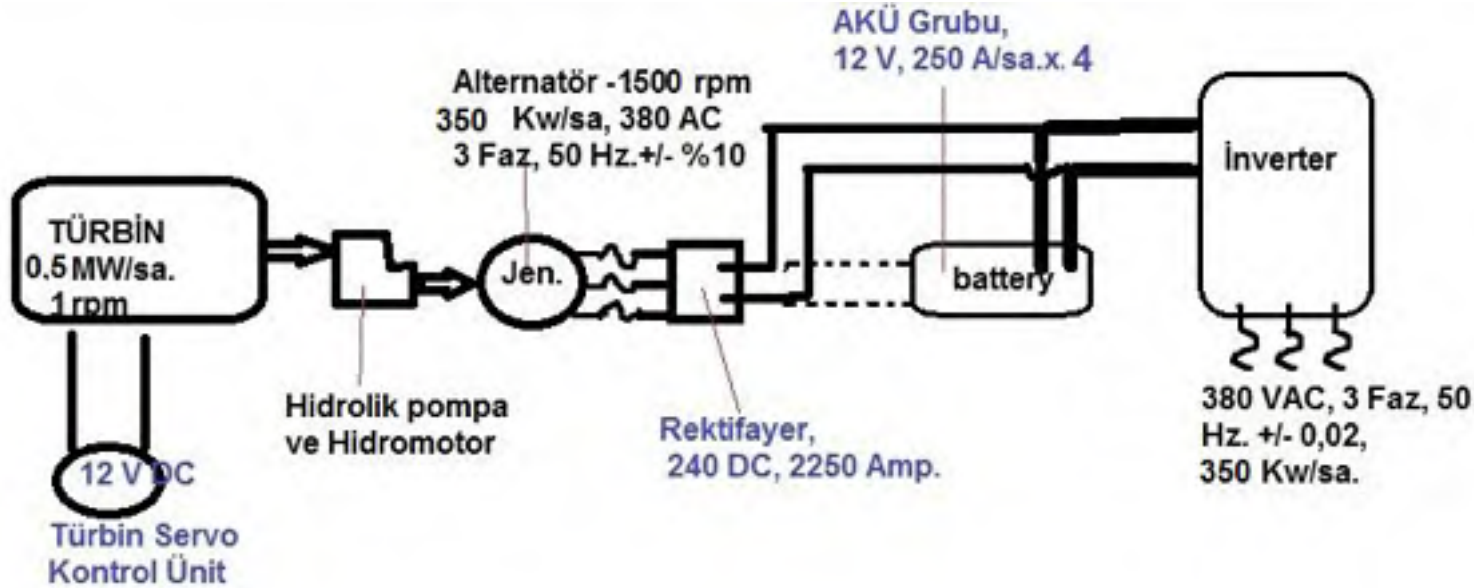 AKÜ Grubu,
12 V, 250 A/sa.x. 4
Alternatör -1500 rpm
350 Kw/sa, 380 AC
3 Faz, 50 Hz.+/- %10
İnverter
TÜRBİN
0.5 MW/sa.
1 rpm
Jen.
battery
Hidrolik pompa
ve Hidromotor
Rektifayer,
240 DC, 2250 Amp.
380 VAC, 3 Faz, 50
Hz. +/- 0,02,
350 Kw/sa.
12 V DC
Türbin Servo
Kontrol Ünit